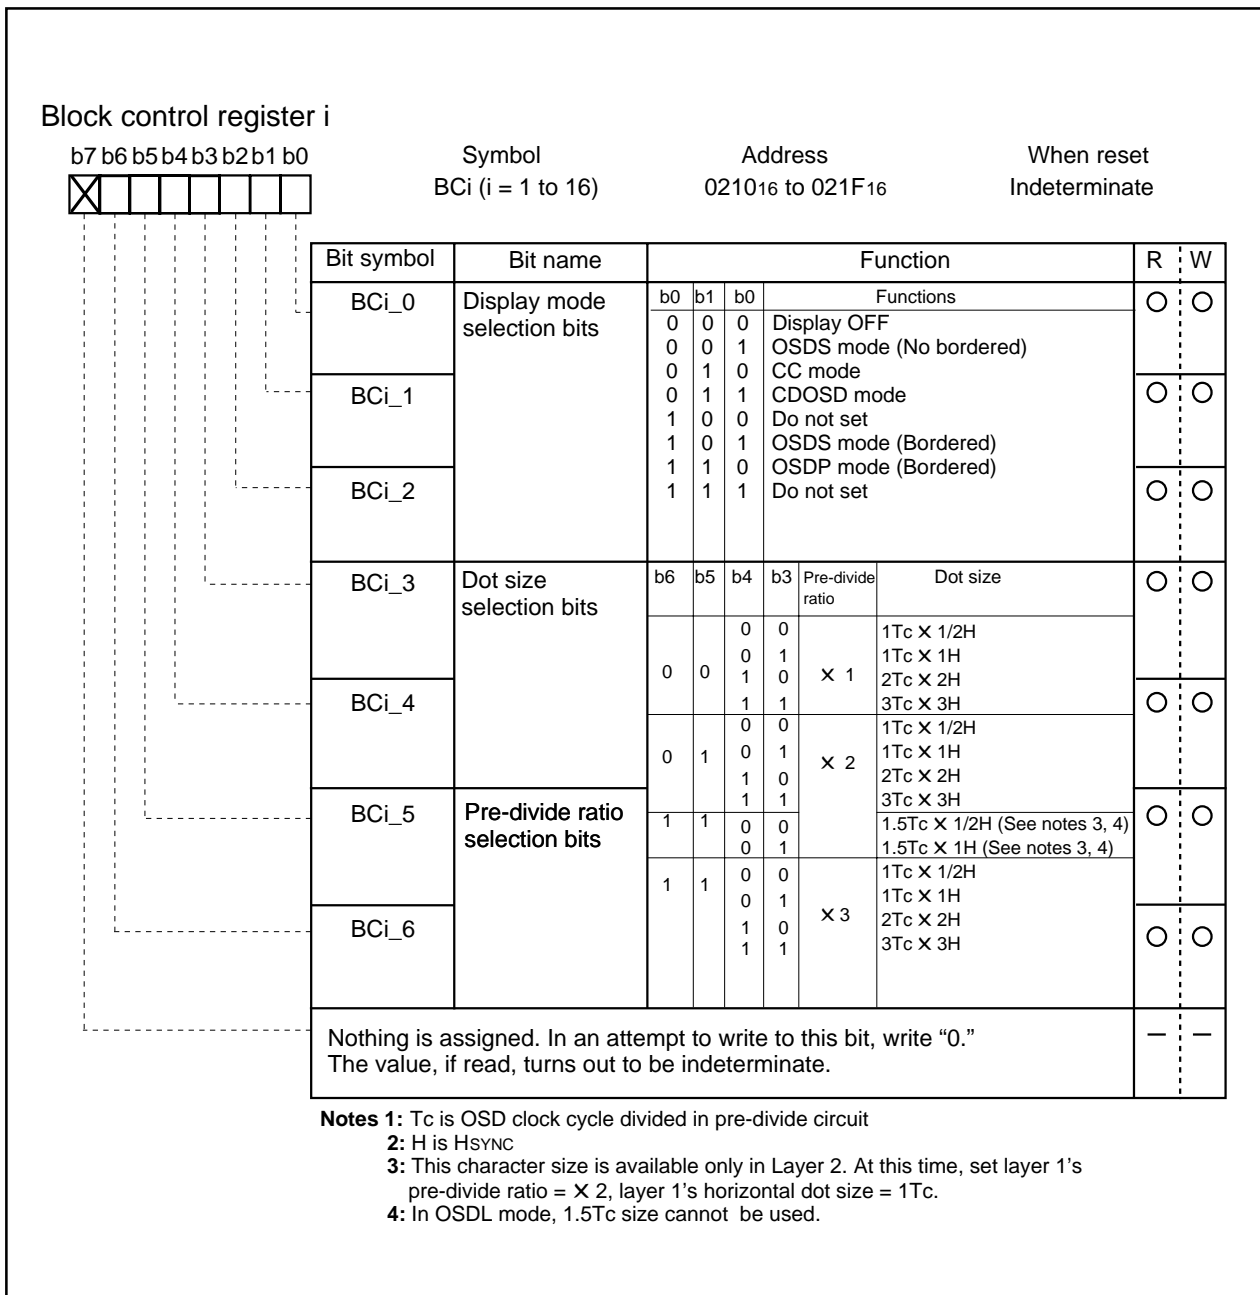 Block control register i
b7 b6 b5 b4 b3 b2 b1 b0 Symbol Address When reset
BCi (i = 1 to 16) 021016 to 021F16 Indeterminate
Bit symbol Bit name Function R W
BCi_0 Display mode selection bits b0 b1 b0 Functions
0 0 0 Display OFF
0 0 1 OSDS mode (No bordered)
0 1 0 CC mode
BCi_1 0 1 1 CDOSD mode
1 0 0 Do not set
1 0 1 OSDS mode (Bordered)
1 1 0 OSDP mode (Bordered)
BCi_2 1 1 1 Do not set
BCi_3 Dot size selection bits b6 b5 b4 b3 Pre-divide ratio Dot size
0 0 1Tc X 1/2H
0 1 1Tc X 1H
0 0 1 0 X 1 2Tc X 2H
BCi_4 1 1 3Tc X 3H
0 0 1Tc X 1/2H
0 1 0 1 X 2 1Tc X 1H
1 0 2Tc X 2H
1 1 3Tc X 3H
BCi_5 Pre-divide ratio selection bits 1 1 0 0 1.5Tc X 1/2H (See notes 3, 4)
0 1 1.5Tc X 1H (See notes 3, 4)
1 1 0 0 1Tc X 1/2H
0 1 X 3 1Tc X 1H
BCi_6 1 0 2Tc X 2H
1 1 3Tc X 3H
Nothing is assigned. In an attempt to write to this bit, write “0.” — —
The value, if read, turns out to be indeterminate.
Notes 1: Tc is OSD clock cycle divided in pre-divide circuit
2: H is HSYNC
3: This character size is available only in Layer 2. At this time, set layer 1's
pre-divide ratio = X 2, layer 1's horizontal dot size = 1Tc.
4: In OSDL mode, 1.5Tc size cannot be used.